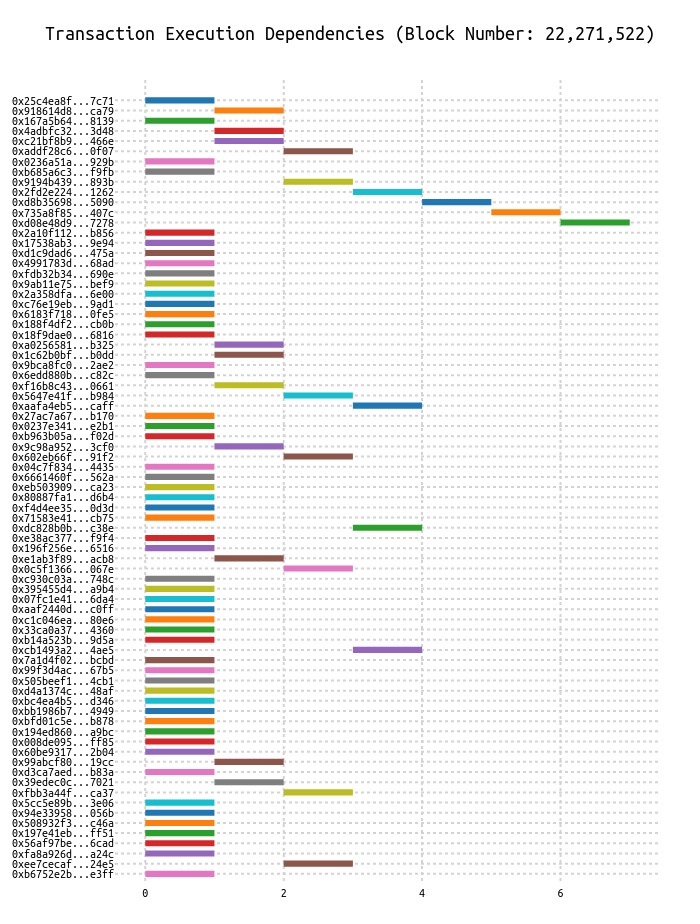 Transaction Execution Dependencies (Block Number: 22,271,522)
0x25c4ea8f...7c71
0x918614d8...ca79
0x167a5b64...8139
0x4adbfc32...3d48
0xc21bf8b9...466e
0xaddf28c6...0f07
0x0236a51a...929b
0xb685a6c3...f9fb
0x9194b439...893b
0x2fd2e224...1262
0xd8b35698...5090
0x735a8f85...407c
0xd08e48d9...7278
0x2a10f112...b856
0x17538ab3...9e94
0xd1c9dad6...475a
0x4991783d...68ad
0xfdb32b34...690e
0x9ab11e75...bef9
0x2a358dfa...6e00
0xc76e19eb...9ad1
0x6183f718...0fe5
0x188f4df2...cb0b
0x18f9dae0...6816
0xa0256581...b325
0x1c62b0bf...b0dd
0x9bca8fc0...2ae2
0x6edd880b...c82c
0xf16b8c43...0661
0x5647e41f...b984
0xaafa4eb5...caff
0x27ac7a67...b170
0x0237e341...e2b1
0xb963b05a...f02d
0x9c98a952...3cf0
0x602eb66f...91f2
0x04c7f834...4435
0x6661460f...562a
0xeb503909...ca23
0x80887fa1...d6b4
0xf4d4ee35...0d3d
0x71583e41...cb75
0xdc828b0b...c38e
0xe38ac377...f9f4
0x196f256e...6516
0xe1ab3f89...acb8
0x0c5f1366...067e
0xc930c03a...748c
0x395455d4...a9b4
0x07fc1e41...6da4
0xaaf2440d...c0ff
0xc1c046ea...80e6
0x33ca0a37...4360
0xb14a523b...9d5a
0xcb1493a2...4ae5
0x7a1d4f02...bcbd
0x99f3d4ac...67b5
0x505beef1...4cb1
0xd4a1374c...48af
0xbc4ea4b5...d346
0xbb1986b7...4949
0xbfd01c5e...b878
0x194ed860...a9bc
0x008de095...ff85
0x60be9317...2b04
0x99abcf80...19cc
0xd3ca7aed...b83a
0x39edec0c...7021
0xfbb3a44f...ca37
0x5cc5e89b...3e06
0x94e33958...056b
0x508932f3...c46a
0x197e41eb...ff51
0x56af97be...6cad
0xfa8a926d...a24c
0xee7cecaf...24e5
0xb6752e2b...e3ff
0 2 4 6